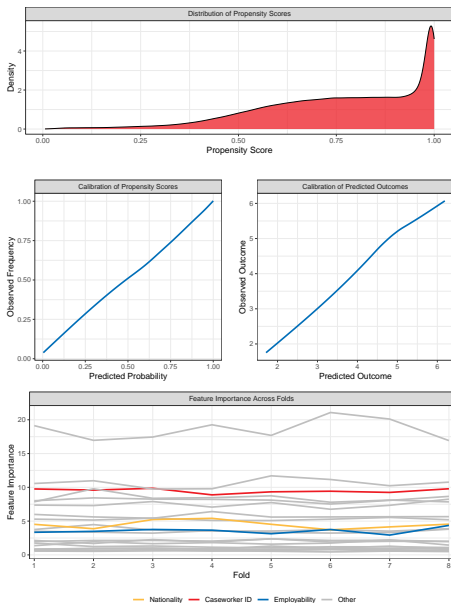 Distribution of Propensity Scores
Density
4
2
0
0.00 0.25 0.50 0.75 1.00
Propensity Score
Calibration of Propensity Scores
Observed Frequency
1.00
0.75
0.50
0.25
0.00
0.00 0.25 0.50 0.75 1.00
Predicted Probability
Calibration of Predicted Outcomes
Observed Outcome
6
5
4
3
2
2 3 4 5 6
Predicted Outcome
Feature Importance Across Folds
Feature Importance
20
15
10
5
0
1 2 3 4 5 6 7 8
Fold
Nationality Caseworker ID Employability Other